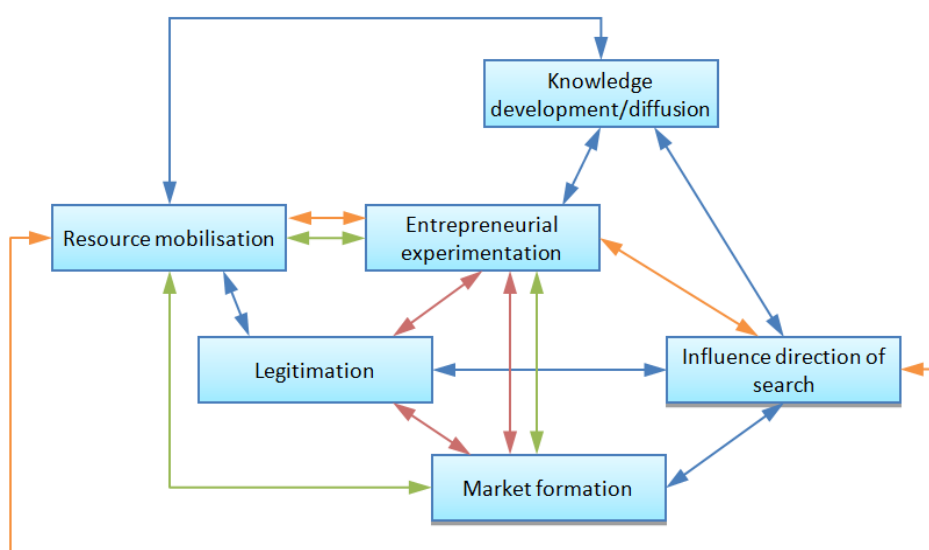 Knowledge
development/diffusion
Resource mobilisation
Entrepreneurial
experimentation
Legitimation
Influence direction of
search
Market formation